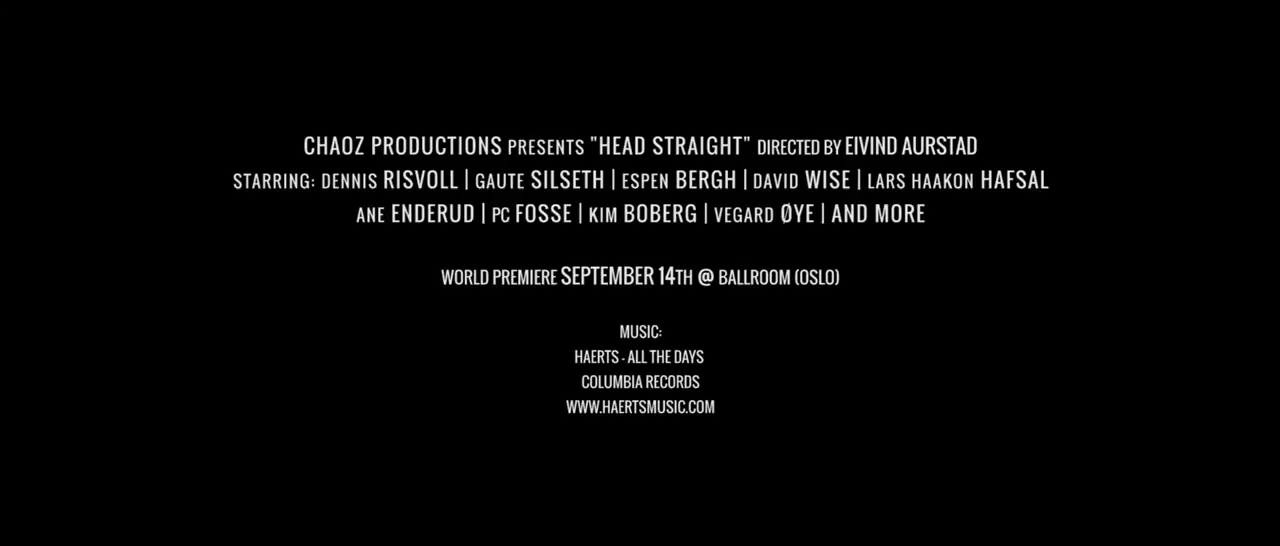 CHAOZ PRODUCTIONS PRESENTS "HEAD STRAIGHT" DIRECTED BY EIVIND AURSTAD
STARRING: DENNIS RISVOLL | GAUTE SILSETH | ESPEN BERGH | DAVID WISE | LARS HAAKON HAFSAL
ANE ENDERUD | PC FOSSE | KIM BOBERG | VEGARD ØYE | AND MORE
WORLD PREMIERE SEPTEMBER 14TH @ BALLROOM (OSLO)
MUSIC:
HAERTS - ALL THE DAYS
COLUMBIA RECORDS
WWW.HAERTSMUSIC.COM